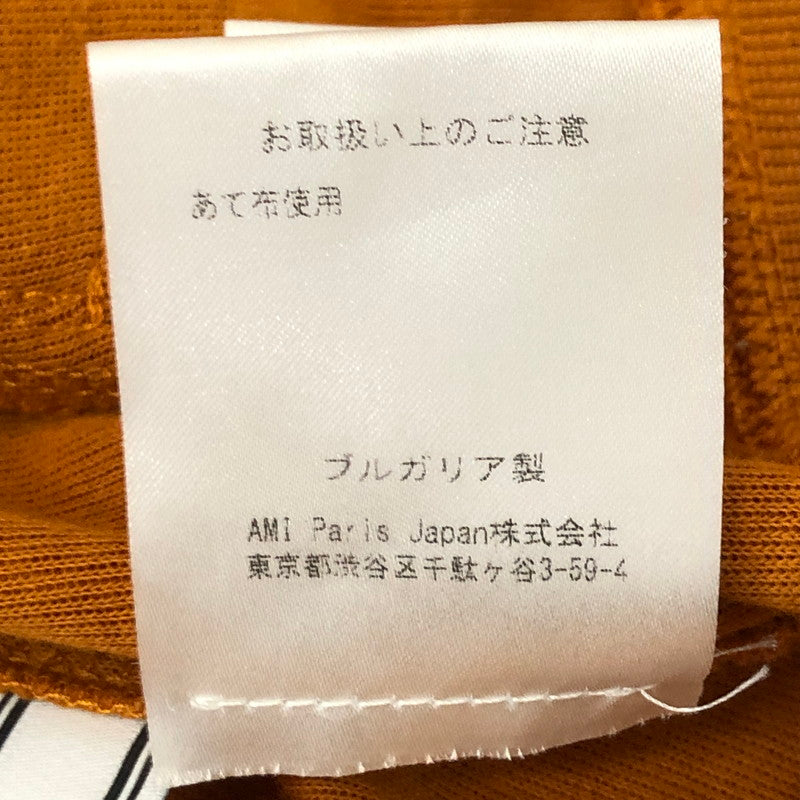 お取扱い上のご注意
あて布使用
ブルガリア製
AMI Paris Japan株式会社
東京都渋谷区千駄ヶ谷3-59-4